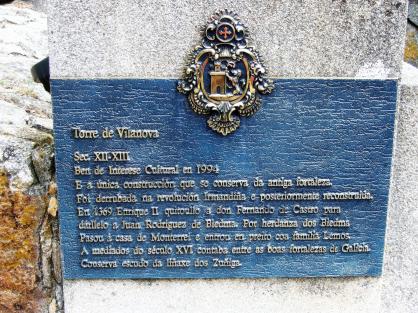 Torre de Vilanova
Sec. XII-XIII
Ben de Interese Cultural en 1994
E a única construcción que se conserva da antiga fortaleza.
Foi derrubada na revolución Irmandiña e posteriormente reconstruída.
En 1369 Enrique II quitoullo a don Fernando de Castro para
dárllelo a Juan Rodríguez de Biedma. Por herdanza dos Biedma
Pasou á casa de Monterrei e entrou en preito coa familia Lemos.
A mediados do século XVI contaba entre as boas fortalezas de Galicia.
Conserva escudo da liñaxe dos Zuñiga.